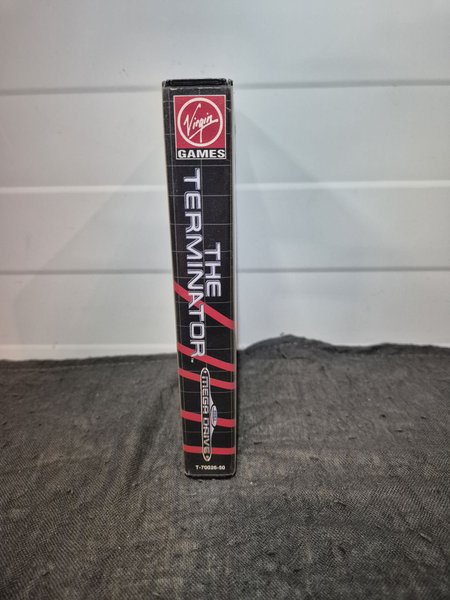 Virgin
GAMES
THE
TERMINATOR
MEGA DRIVE
T-70026-50